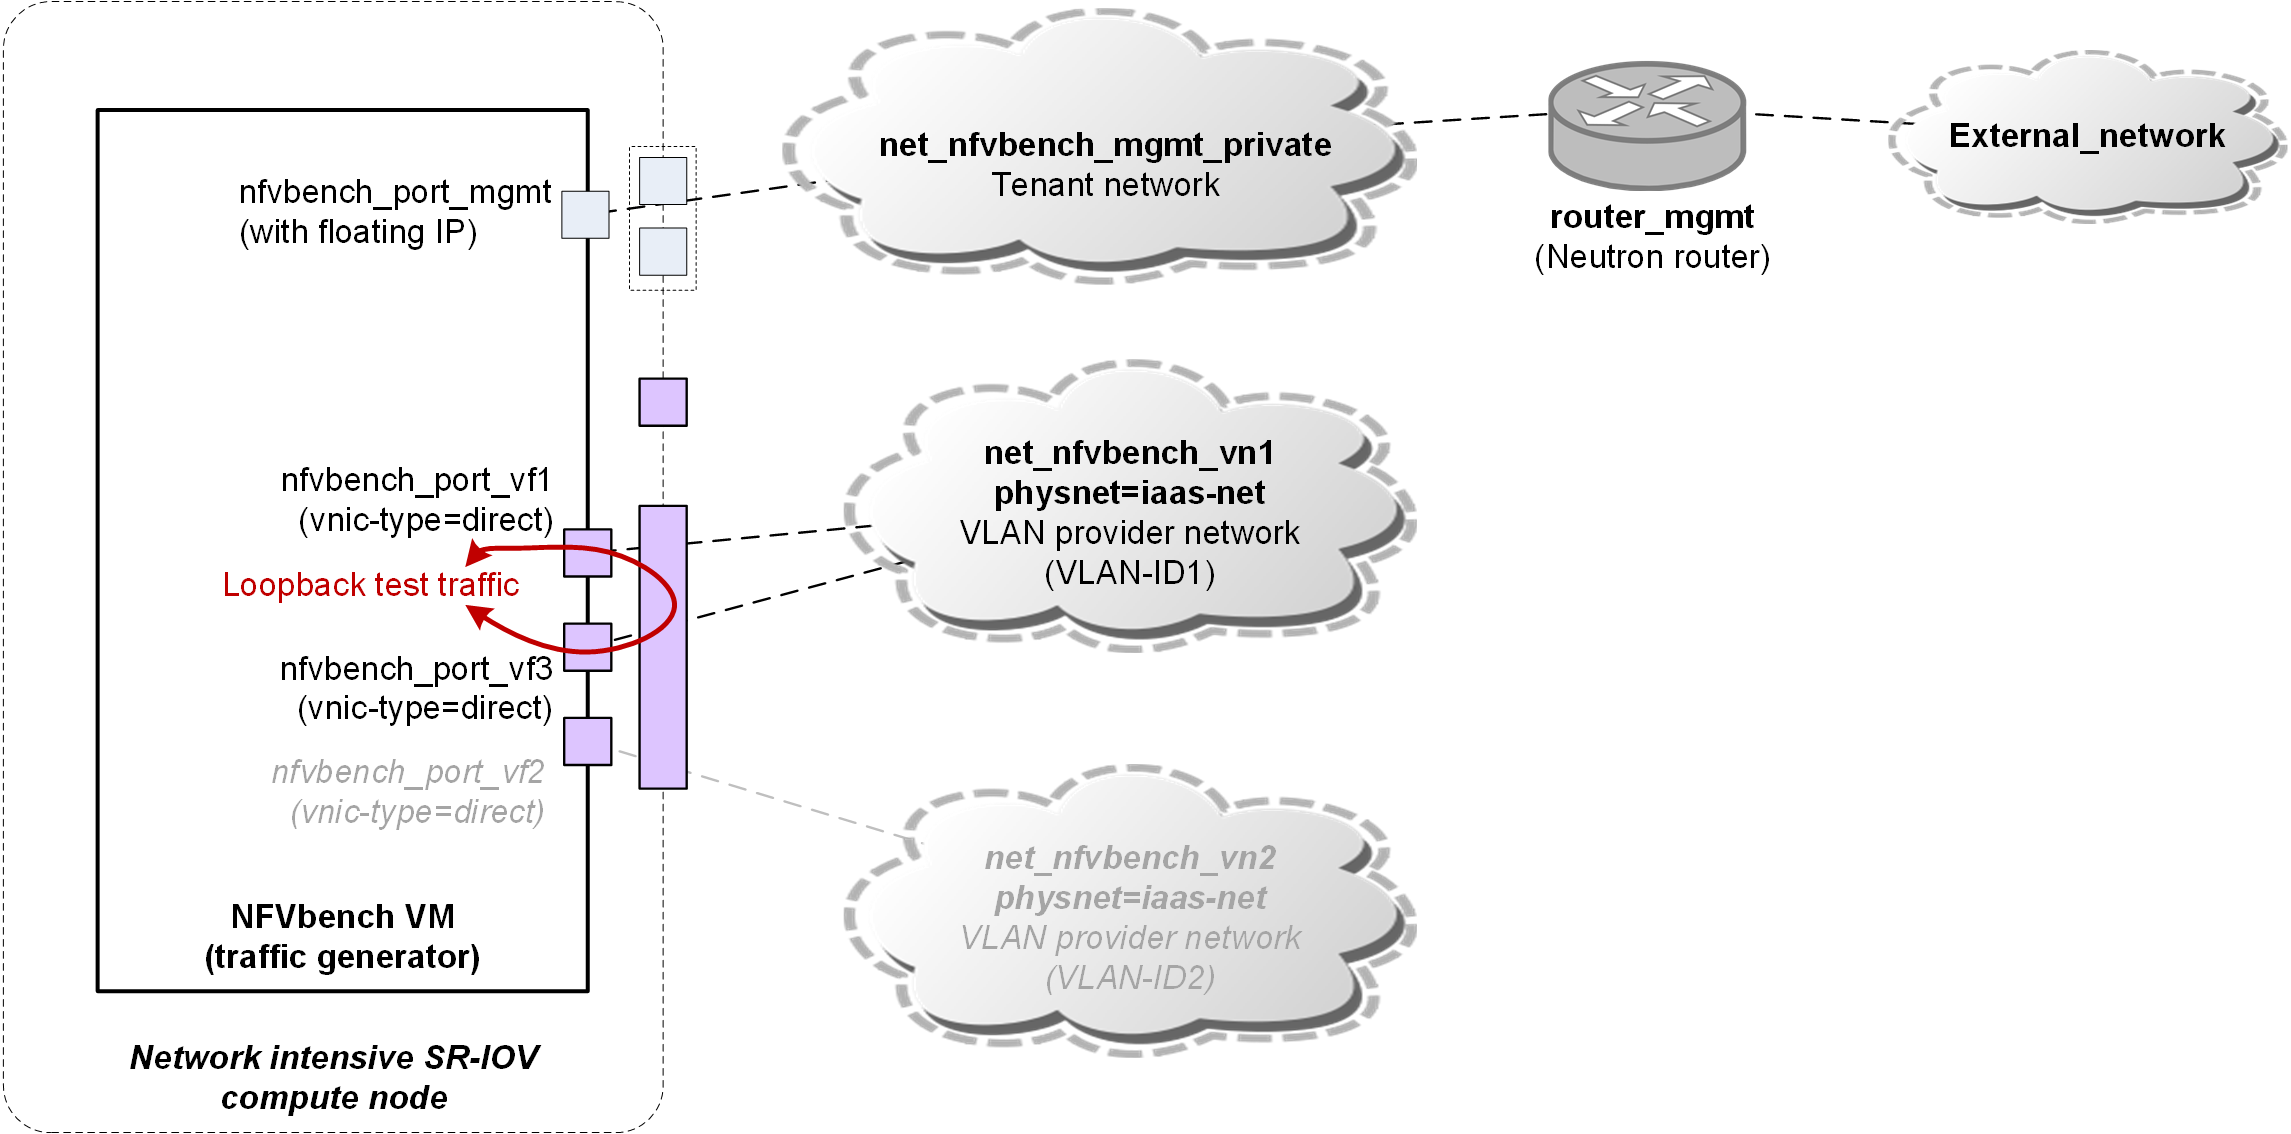 nfvbench_port_mgmt
(with floating IP)
net_nfvbench_mgmt_private
Tenant network
router_mgmt
(Neutron router)
External_network
nfvbench_port_vf1
(vnic-type=direct)
Loopback test traffic
nfvbench_port_vf3
(vnic-type=direct)
nfvbench_port_vf2
(vnic-type=direct)
net_nfvbench_vn1
physnet=iaas-net
VLAN provider network
(VLAN-ID1)
net_nfvbench_vn2
physnet=iaas-net
VLAN provider network
(VLAN-ID2)
NFVbench VM
(traffic generator)
Network intensive SR-IOV
compute node